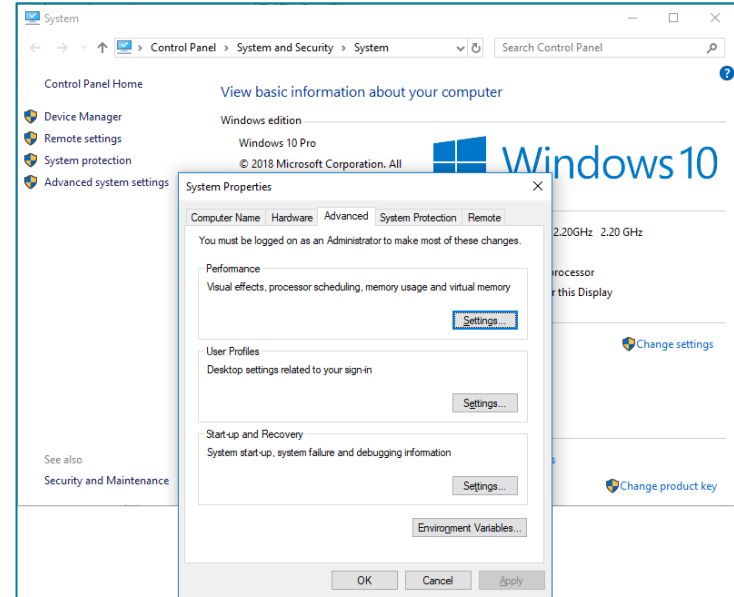 System
Control Panel › System and Security › System
Search Control Panel
?
Control Panel Home
Device Manager
Remote settings
System protection
Advanced system settings
See also
Security and Maintenance
View basic information about your computer
Windows edition
Windows 10 Pro
© 2018 Microsoft Corporation. All
Windows 10
2.20GHz 2.20 GHz
rocessor
r this Display
Change settings
Change product key
System Properties
Computer Name Hardware Advanced System Protection Remote
You must be logged on as an Administrator to make most of these changes.
Performance
Visual effects, processor scheduling, memory usage and virtual memory
Settings...
User Profiles
Desktop settings related to your sign-in
Settings...
Start-up and Recovery
System start-up, system failure and debugging information
Settings...
Environment Variables...
OK Cancel Apply